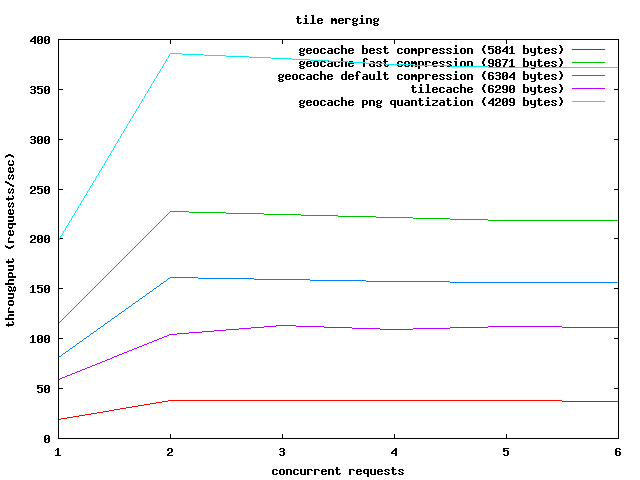 tile merging
throughput (requests/sec)
400
350
300
250
200
150
100
50
0
geocache best compression (5841 bytes)
geocache fast compression (9871 bytes)
geocache default compression (6304 bytes)
tilecache (6290 bytes)
geocache png quantization (4209 bytes)
1 2 3 4 5 6
concurrent requests